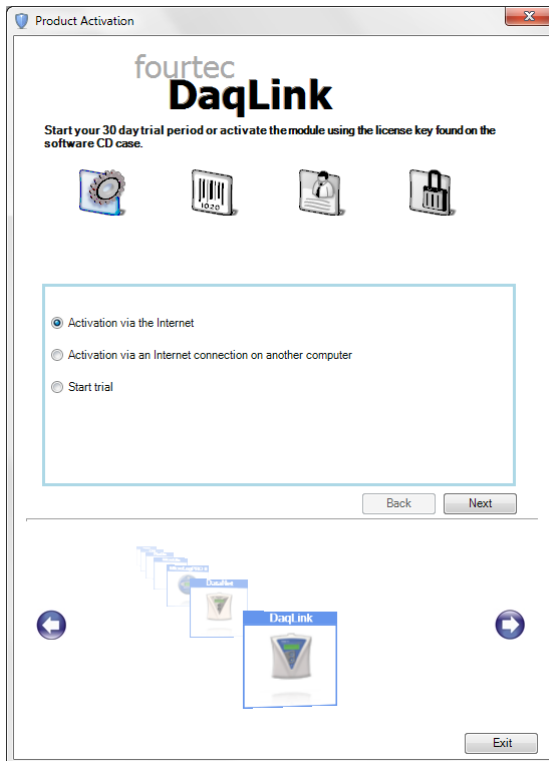 Product Activation
fourtec
DaqLink
Start your 30 day trial period or activate the module using the license key found on the
software CD case.
1020
Activation via the Internet
Activation via an Internet connection on another computer
Start trial
Back
Next
DataNet
DaqLink
Exit